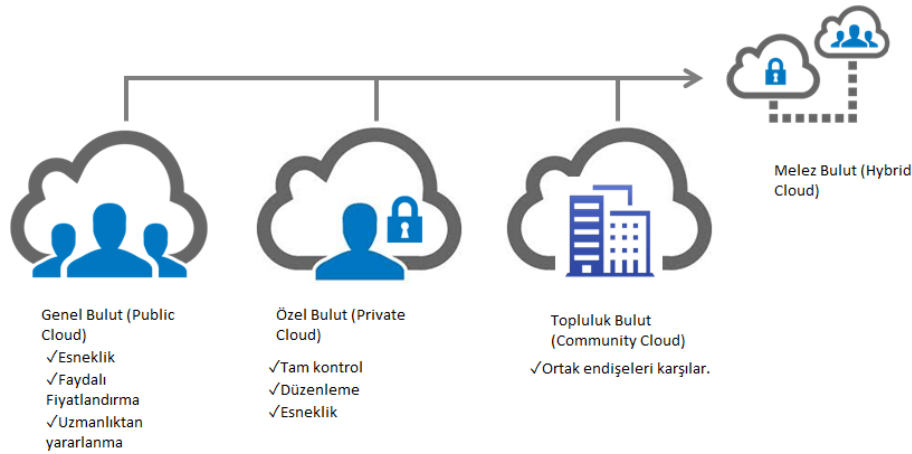 Melez Bulut (Hybrid
Cloud)
Genel Bulut (Public
Cloud)
✓Esneklik
✓Faydalı
Fiyatlandırma
✓Uzmanlıktan
yararlanma
Özel Bulut (Private
Cloud)
✓Tam kontrol
✓Düzenleme
✓Esneklik
Topluluk Bulut
(Community Cloud)
✓Ortak endişeleri karşılar.